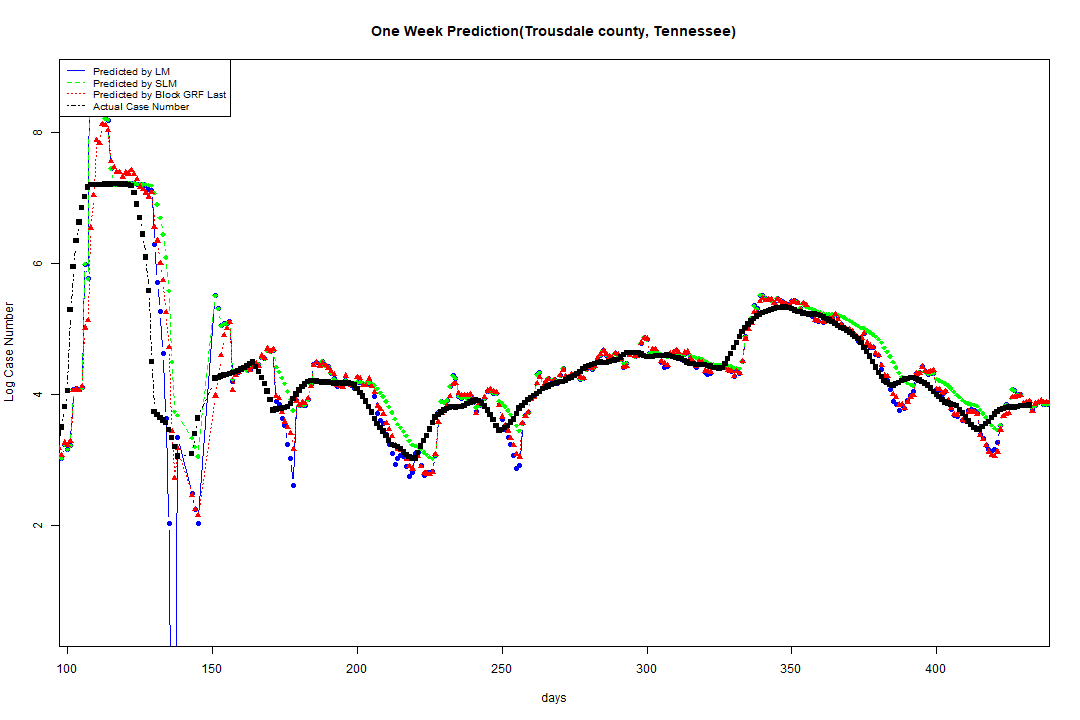 One Week Prediction(Trousdale county, Tennessee)
Predicted by LM
Predicted by SLM
Predicted by Block GRF Last
Actual Case Number
8
6
4
2
Log Case Number
100 150 200 250 300 350 400
days